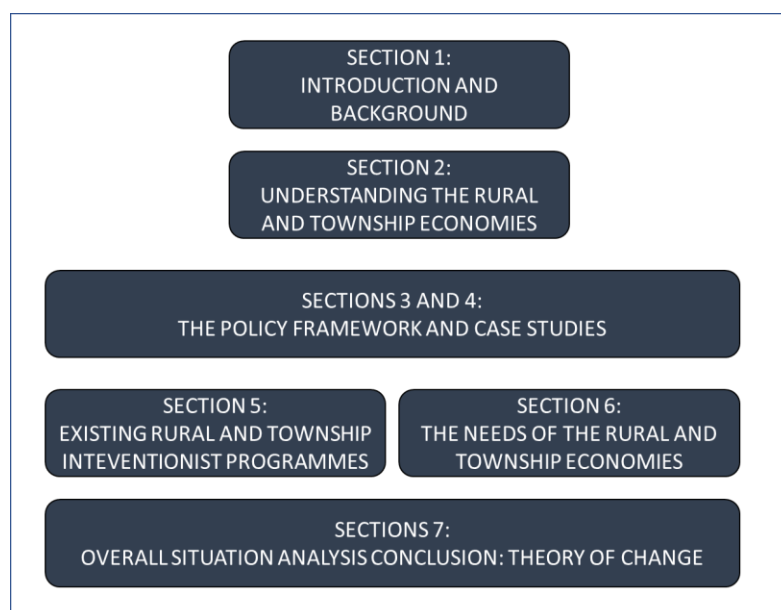 SECTION 1:
INTRODUCTION AND
BACKGROUND
SECTION 2:
UNDERSTANDING THE RURAL
AND TOWNSHIP ECONOMIES
SECTIONS 3 AND 4:
THE POLICY FRAMEWORK AND CASE STUDIES
SECTION 5:
EXISTING RURAL AND TOWNSHIP
INTEVENTIONIST PROGRAMMES
SECTION 6:
THE NEEDS OF THE RURAL AND
TOWNSHIP ECONOMIES
SECTIONS 7:
OVERALL SITUATION ANALYSIS CONCLUSION: THEORY OF CHANGE